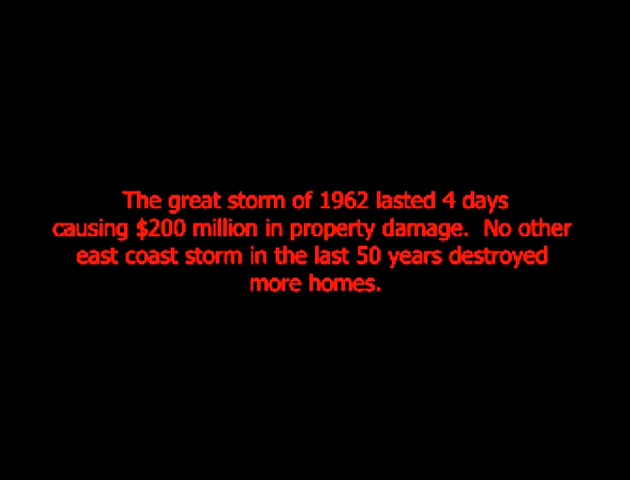 The great storm of 1962 lasted 4 days
causing $200 million in property damage.  No other
east coast storm in the last 50 years destroyed
more homes.